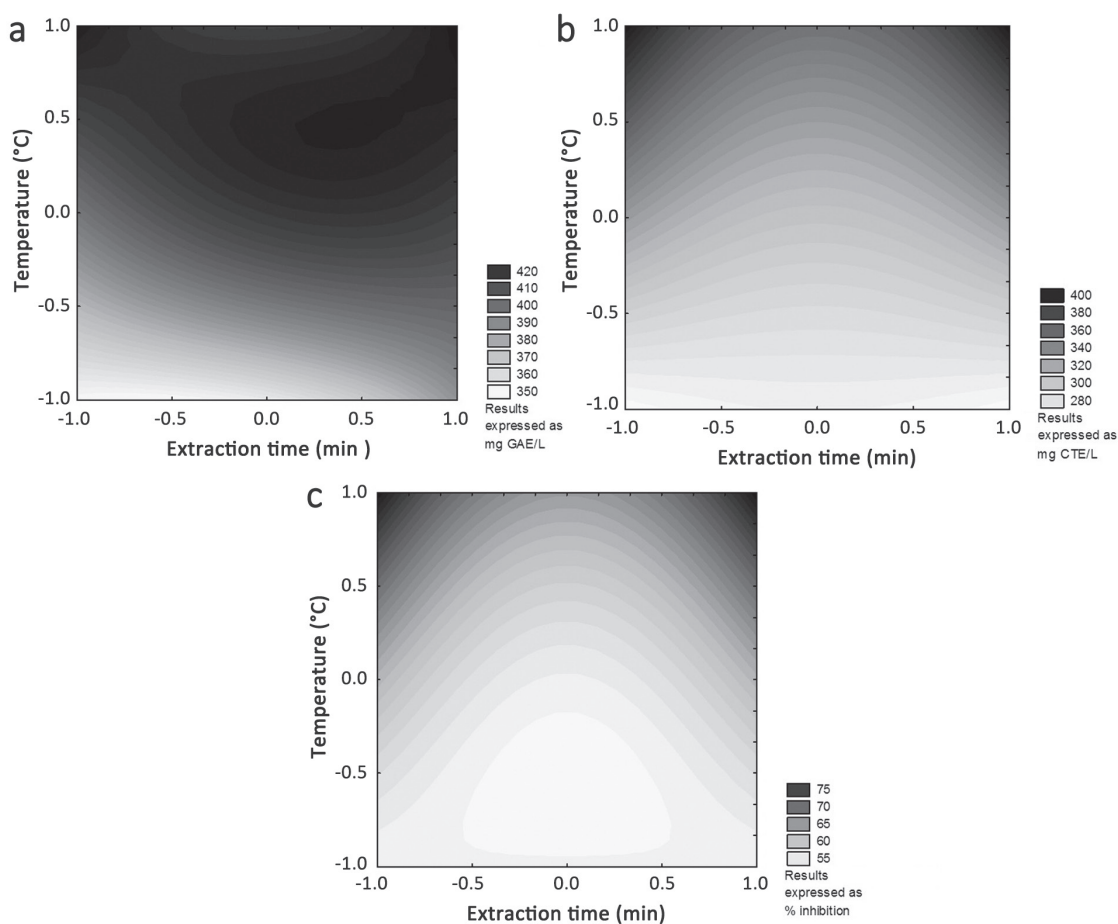 a
1.0
0.5
0.0
-0.5
-1.0
Temperature (°C)
-1.0 -0.5 0.0 0.5 1.0
Extraction time (min )
420
410
400
390
380
370
360
350
Results
expressed as
mg GAE/L
b
1.0
0.5
0.0
-0.5
-1.0
Temperature (°C)
-1.0 -0.5 0.0 0.5 1.0
Extraction time (min)
400
380
360
340
320
300
280
Results
expressed as
mg CTE/L
c
1.0
0.5
0.0
-0.5
-1.0
Temperature (°C)
-1.0 -0.5 0.0 0.5 1.0
Extraction time (min)
75
70
65
60
55
Results
expressed as
% inhibition